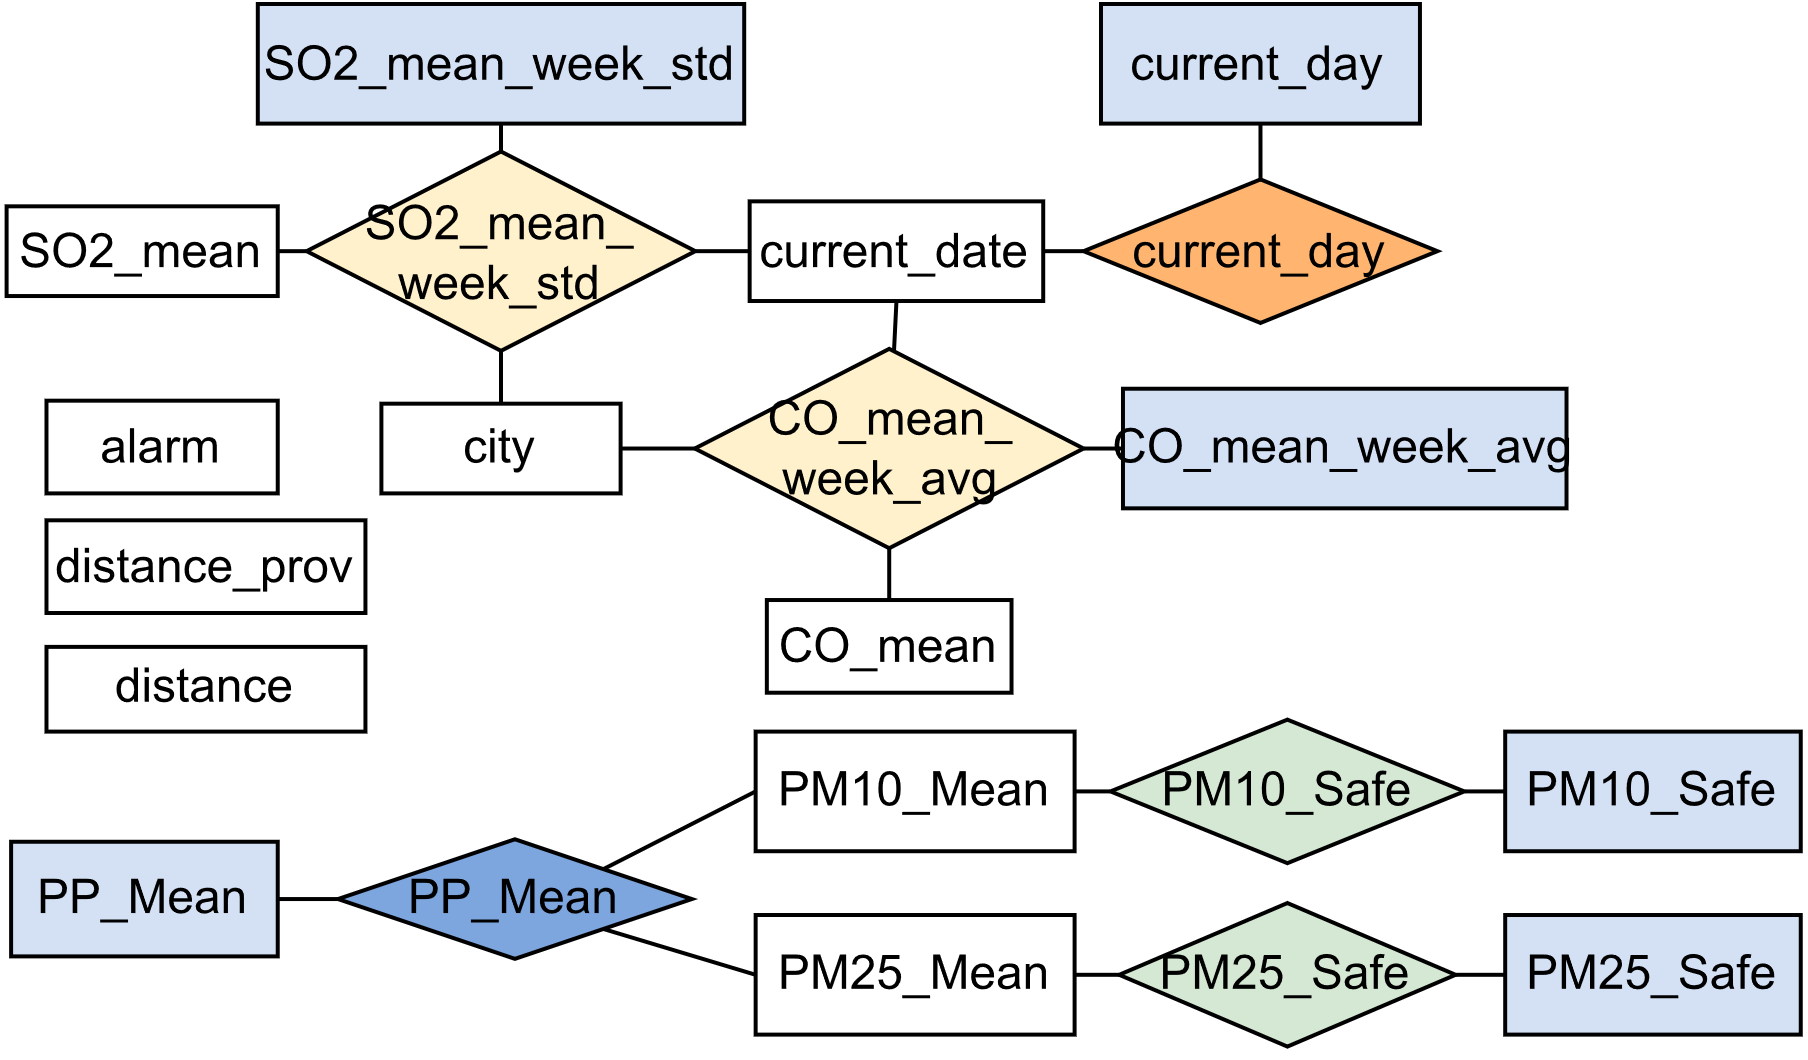 SO2_mean_week_std
current_day
SO2_mean
SO2_mean_
week_std
current_date
current_day
alarm
city
CO_mean_
week_avg
CO_mean_week_avg
distance_prov
CO_mean
distance
PM10_Mean
PM10_Safe
PM10_Safe
PP_Mean
PP_Mean
PM25_Mean
PM25_Safe
PM25_Safe